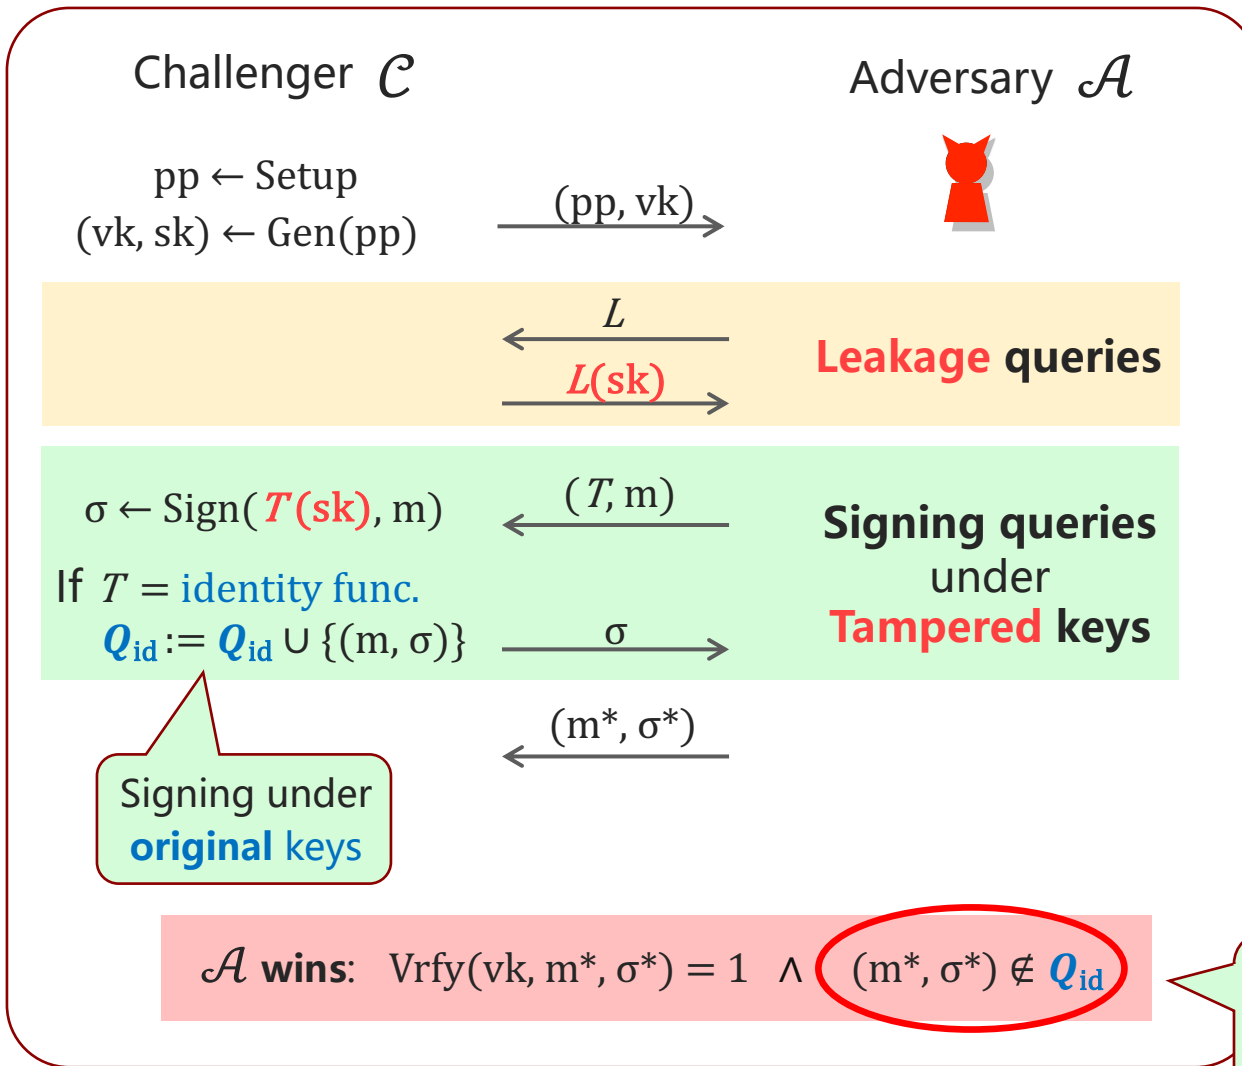 Challenger 𝒞
Adversary 𝒜
pp ← Setup
(vk, sk) ← Gen(pp)
(pp, vk)
L
L(sk)
Leakage queries
σ ← Sign(T(sk), m)
(T, m)
If T = identity func.
Q_id := Q_id ∪ {(m, σ)}
σ
Signing queries
under
Tampered keys
(m*, σ*)
Signing under
original keys
𝒜 wins: Vrfy(vk, m*, σ*) = 1 ∧ (m*, σ*) ∉ Q_id